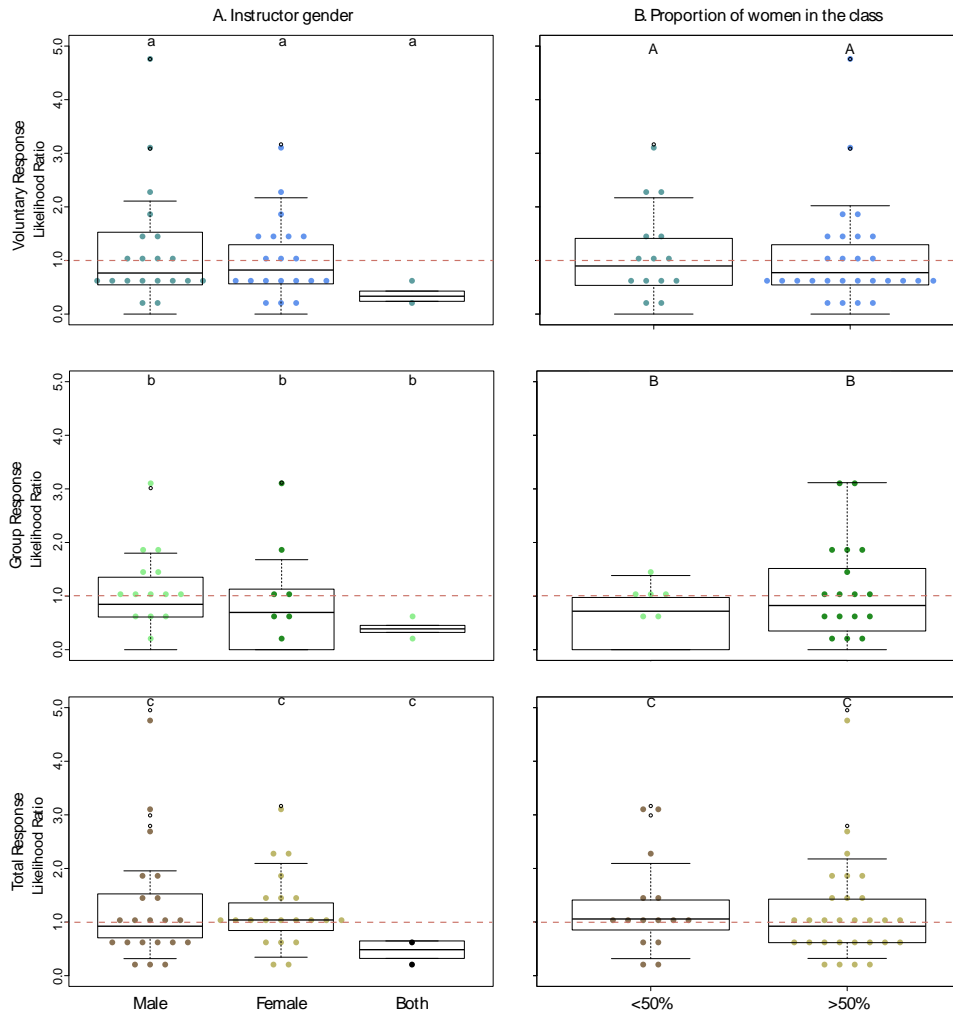 A. Instructor gender
B. Proportion of women in the class
a a a
A A
Voluntary Response
Likelihood Ratio
5.0
4.0
3.0
2.0
1.0
0.0
b b b
B B
Group Response
Likelihood Ratio
5.0
4.0
3.0
2.0
1.0
0.0
c c c
C C
Total Response
Likelihood Ratio
5.0
4.0
3.0
2.0
1.0
0.0
Male Female Both
<50% >50%